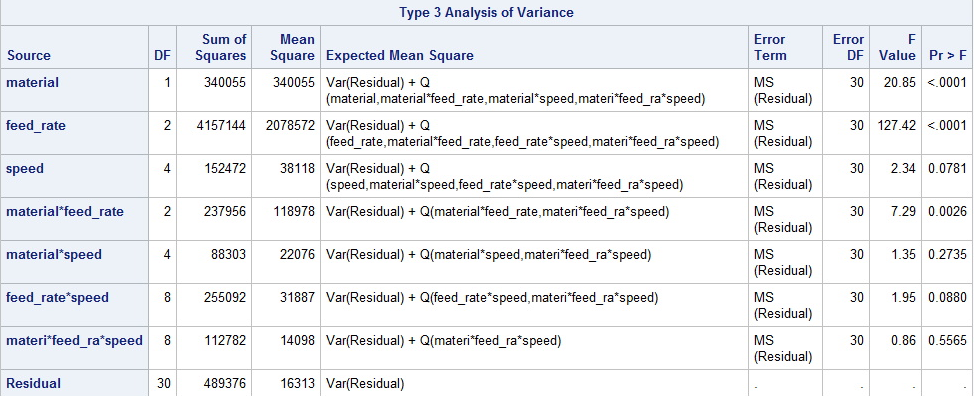 Type 3 Analysis of Variance
Source DF Sum of Squares Mean Square Expected Mean Square Error Term Error DF F Value Pr > F
material 1 340055 340055 Var(Residual) + Q (material,material*feed_rate,material*speed,materi*feed_ra*speed) MS (Residual) 30 20.85 <.0001
feed_rate 2 4157144 2078572 Var(Residual) + Q (feed_rate,material*feed_rate,feed_rate*speed,materi*feed_ra*speed) MS (Residual) 30 127.42 <.0001
speed 4 152472 38118 Var(Residual) + Q (speed,material*speed,feed_rate*speed,materi*feed_ra*speed) MS (Residual) 30 2.34 0.0781
material*feed_rate 2 237956 118978 Var(Residual) + Q(material*feed_rate,materi*feed_ra*speed) MS (Residual) 30 7.29 0.0026
material*speed 4 88303 22076 Var(Residual) + Q(material*speed,materi*feed_ra*speed) MS (Residual) 30 1.35 0.2735
feed_rate*speed 8 255092 31887 Var(Residual) + Q(feed_rate*speed,materi*feed_ra*speed) MS (Residual) 30 1.95 0.0880
materi*feed_ra*speed 8 112782 14098 Var(Residual) + Q(materi*feed_ra*speed) MS (Residual) 30 0.86 0.5565
Residual 30 489376 16313 Var(Residual) . . . .